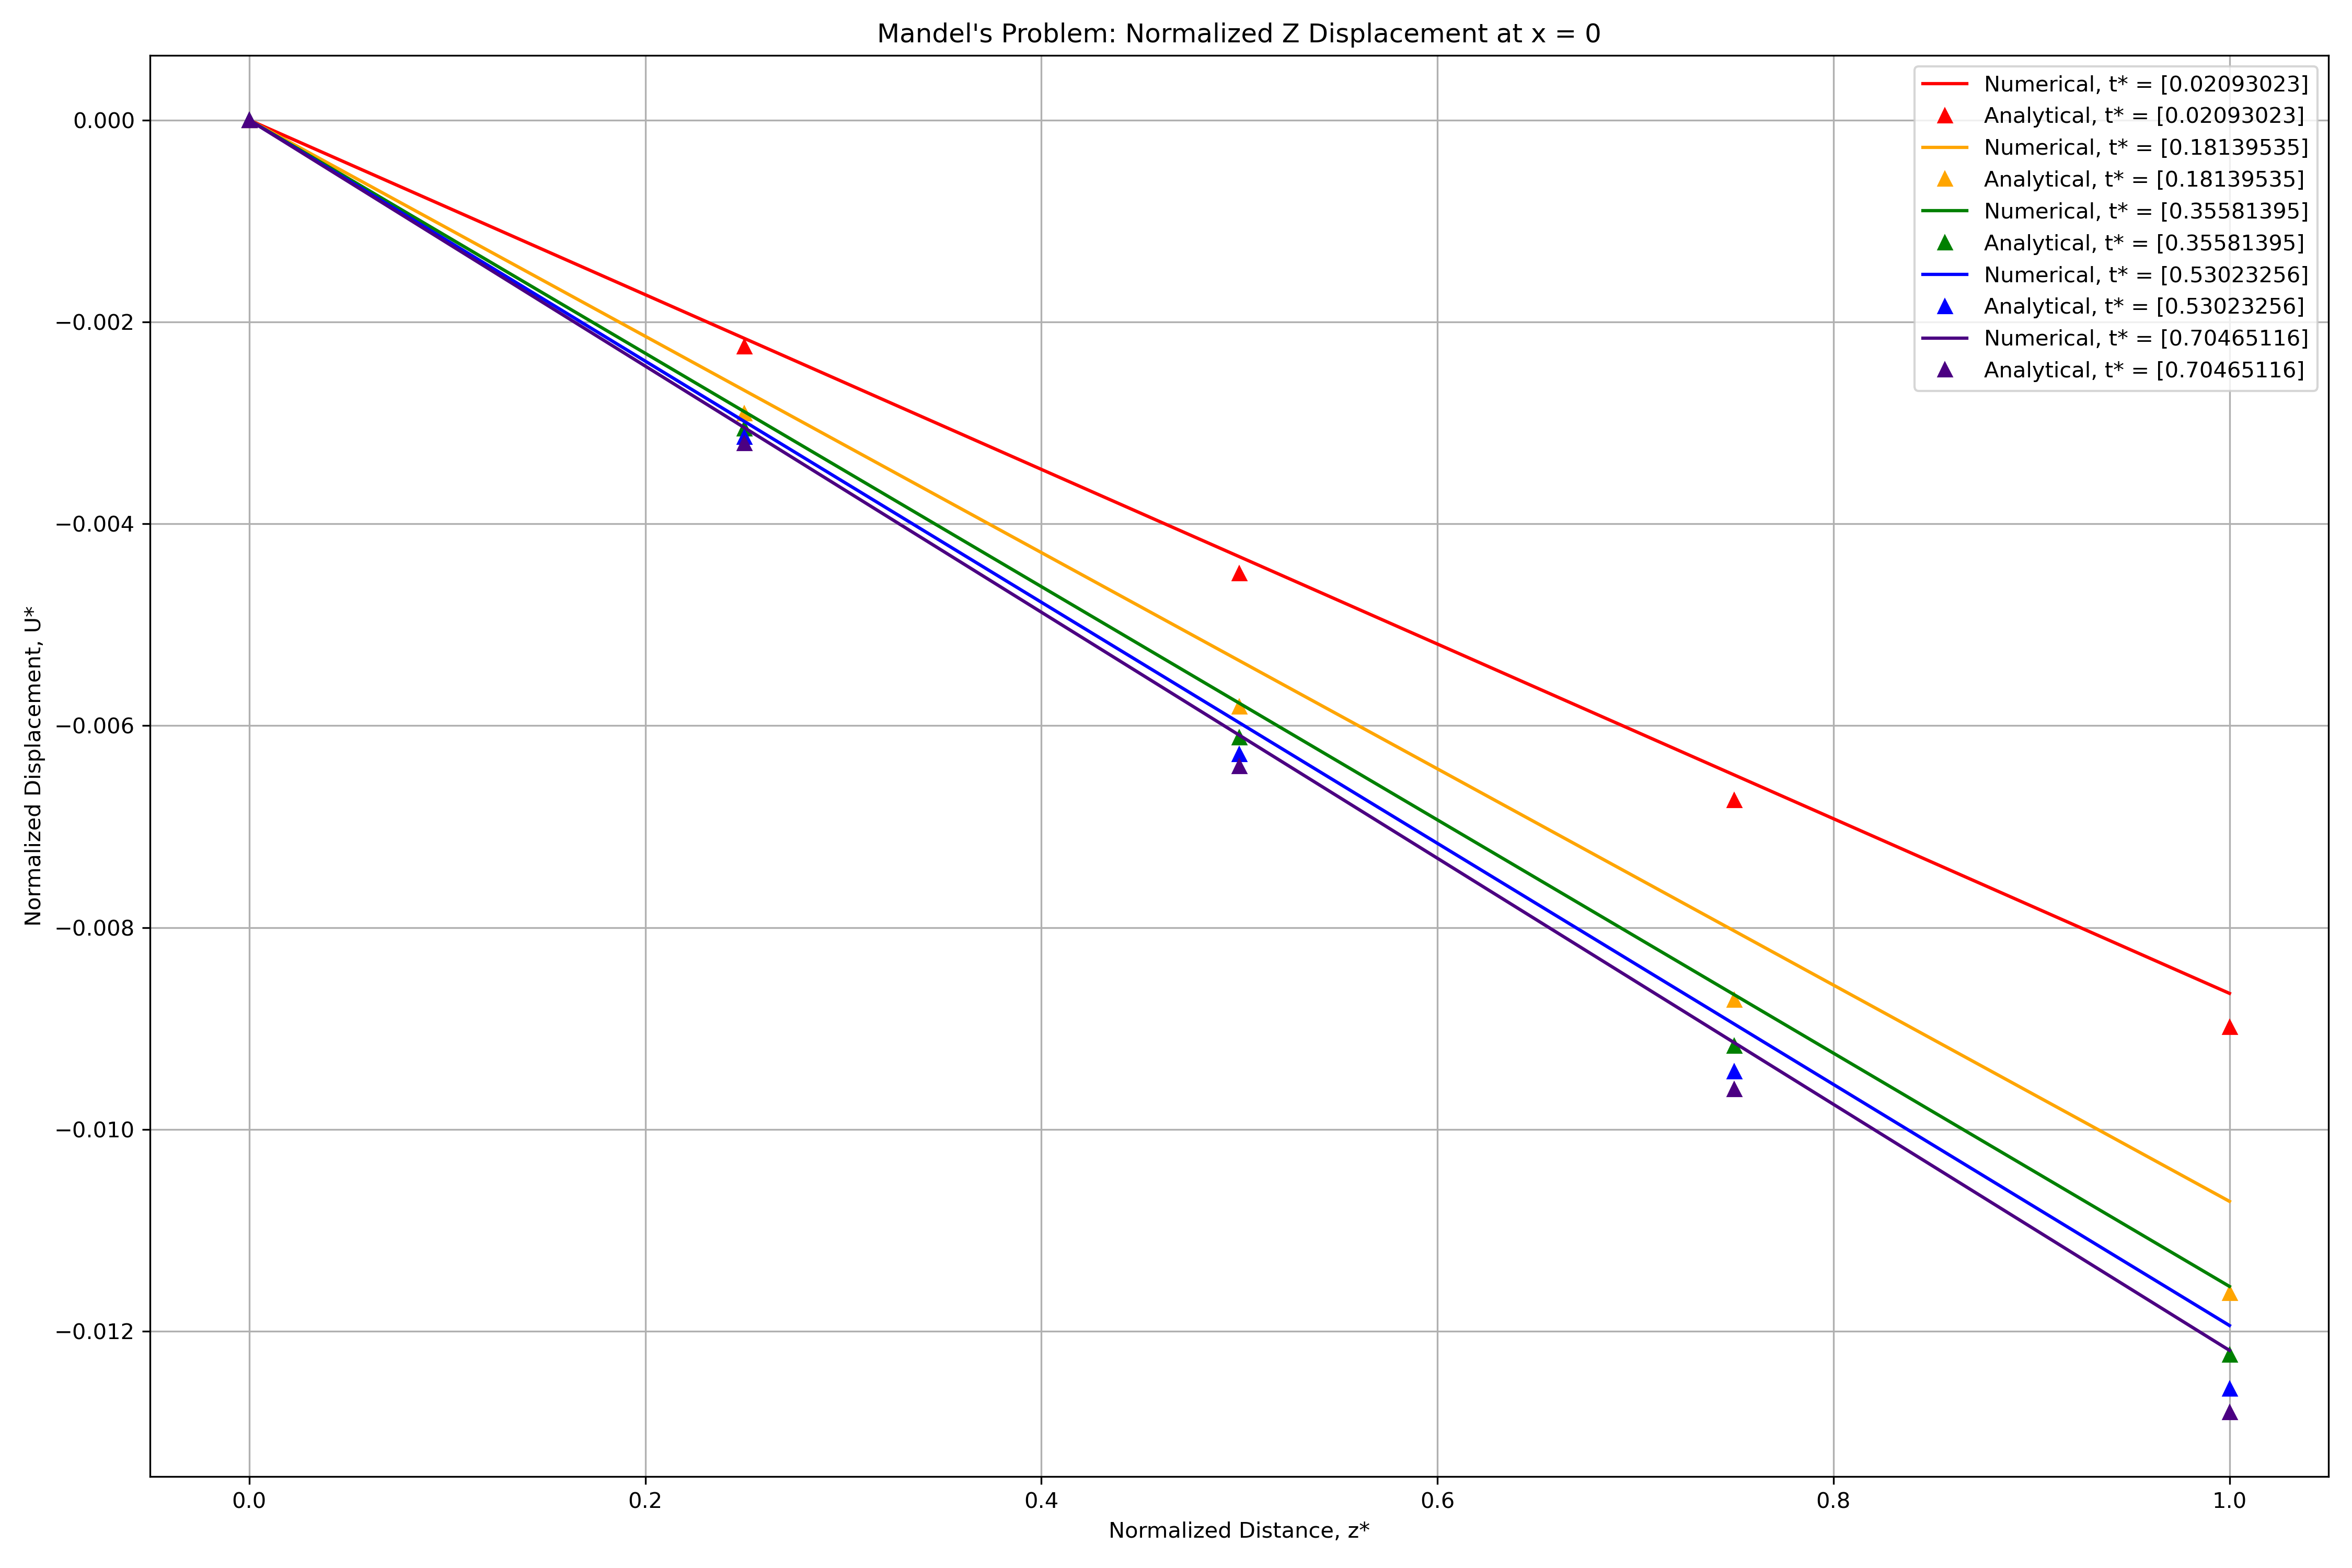 Mandel's Problem: Normalized Z Displacement at x = 0
Numerical, t* = [0.02093023]
Analytical, t* = [0.02093023]
Numerical, t* = [0.18139535]
Analytical, t* = [0.18139535]
Numerical, t* = [0.35581395]
Analytical, t* = [0.35581395]
Numerical, t* = [0.53023256]
Analytical, t* = [0.53023256]
Numerical, t* = [0.70465116]
Analytical, t* = [0.70465116]
Normalized Displacement, U*
0.000
−0.002
−0.004
−0.006
−0.008
−0.010
−0.012
0.0
0.2
0.4
0.6
0.8
1.0
Normalized Distance, z*